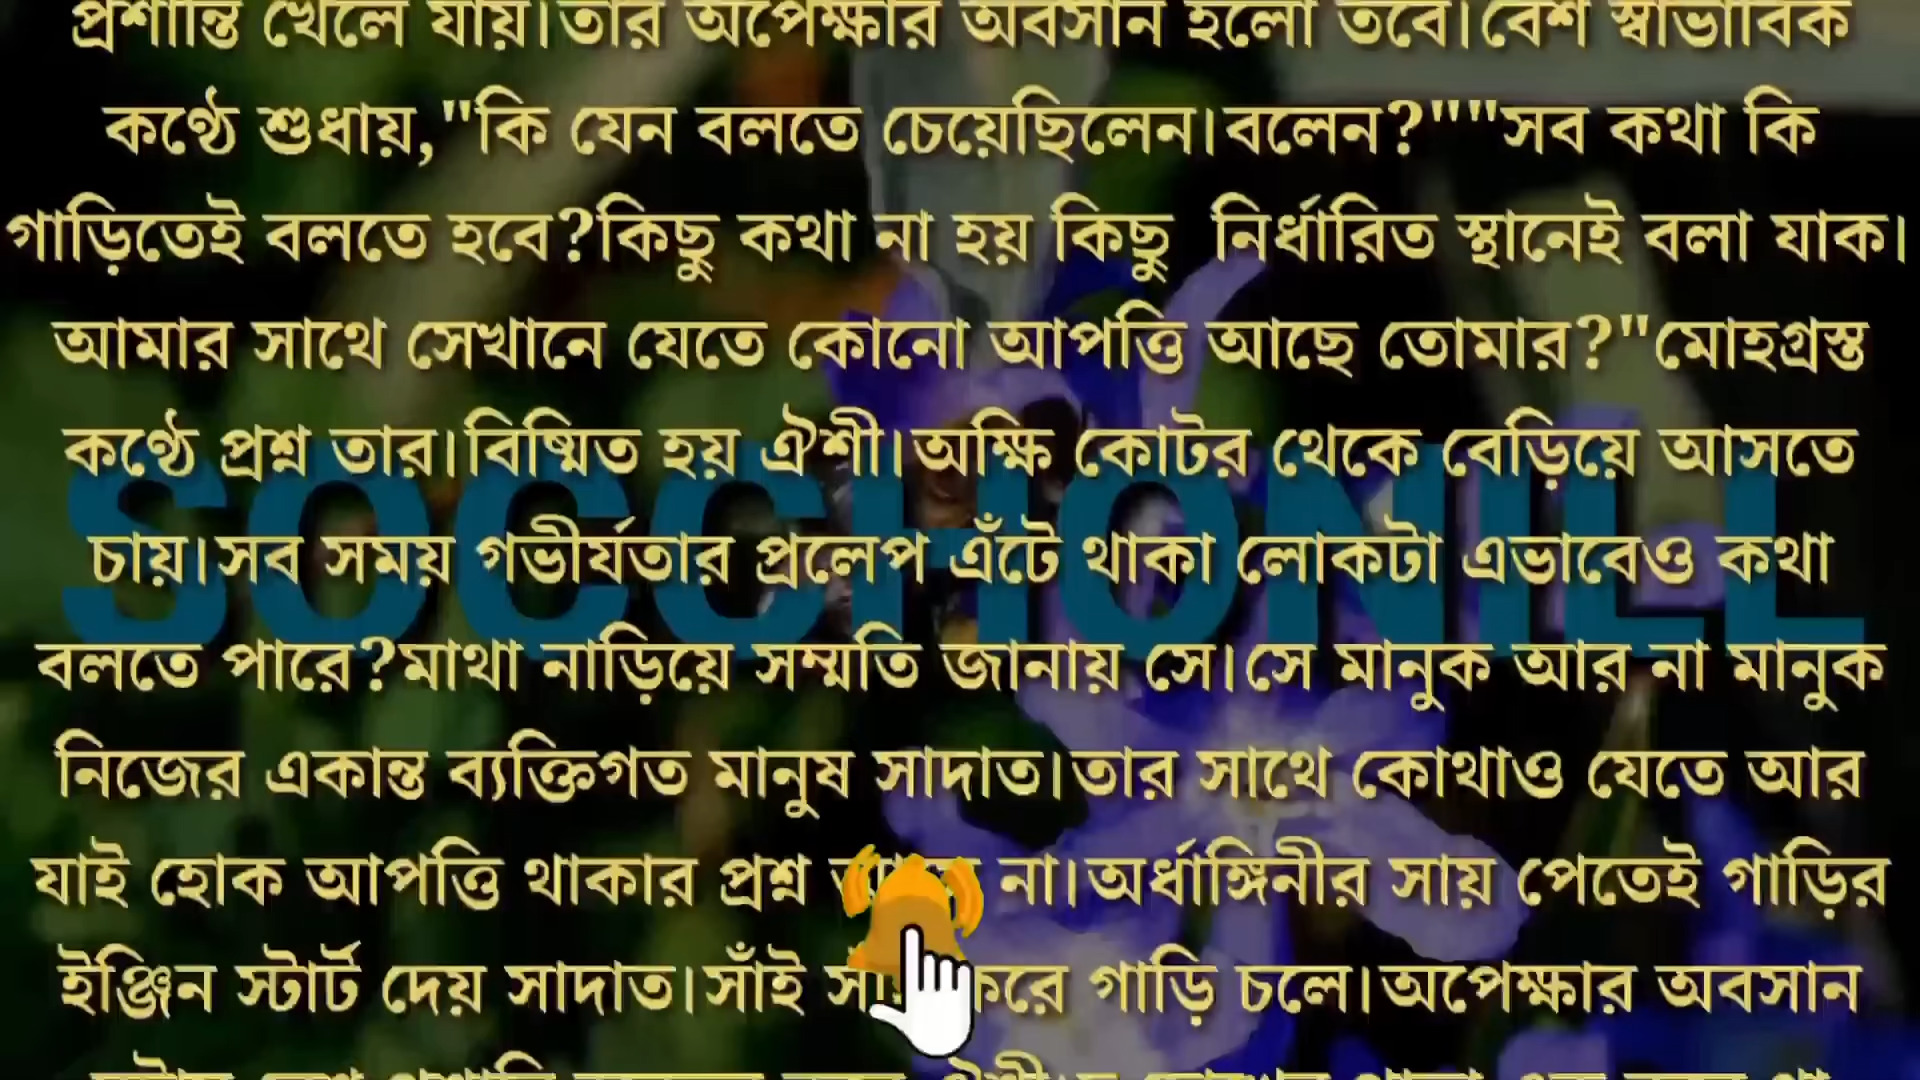 প্রশান্তি খেলে যায়।তার অপেক্ষার অবসান হলো তবে।বেশ স্বাভাবিক
কণ্ঠে শুধায়,"কি যেন বলতে চেয়েছিলেন।বলেন?""সব কথা কি
গাড়িতেই বলতে হবে?কিছু কথা না হয় কিছু নির্ধারিত স্থানেই বলা যাক।
আমার সাথে সেখানে যেতে কোনো আপত্তি আছে তোমার?"মোহগ্রস্ত
কণ্ঠে প্রশ্ন তার।বিষ্মিত হয় ঐশী।অক্ষি কোটর থেকে বেড়িয়ে আসতে
SOCCHONILL
চায়।সব সময় গভীর্যতার প্রলেপ এঁটে থাকা লোকটা এভাবেও কথা
বলতে পারে?মাথা নাড়িয়ে সম্মতি জানায় সে।সে মানুক আর না মানুক
নিজের একান্ত ব্যক্তিগত মানুষ সাদাত।তার সাথে কোথাও যেতে আর
যাই হোক আপত্তি থাকার প্রশ্ন না।অর্ধাঙ্গিনীর সায় পেতেই গাড়ির
ইঞ্জিন স্টার্ট দেয় সাদাত।সাঁই করে গাড়ি চলে।অপেক্ষার অবসান